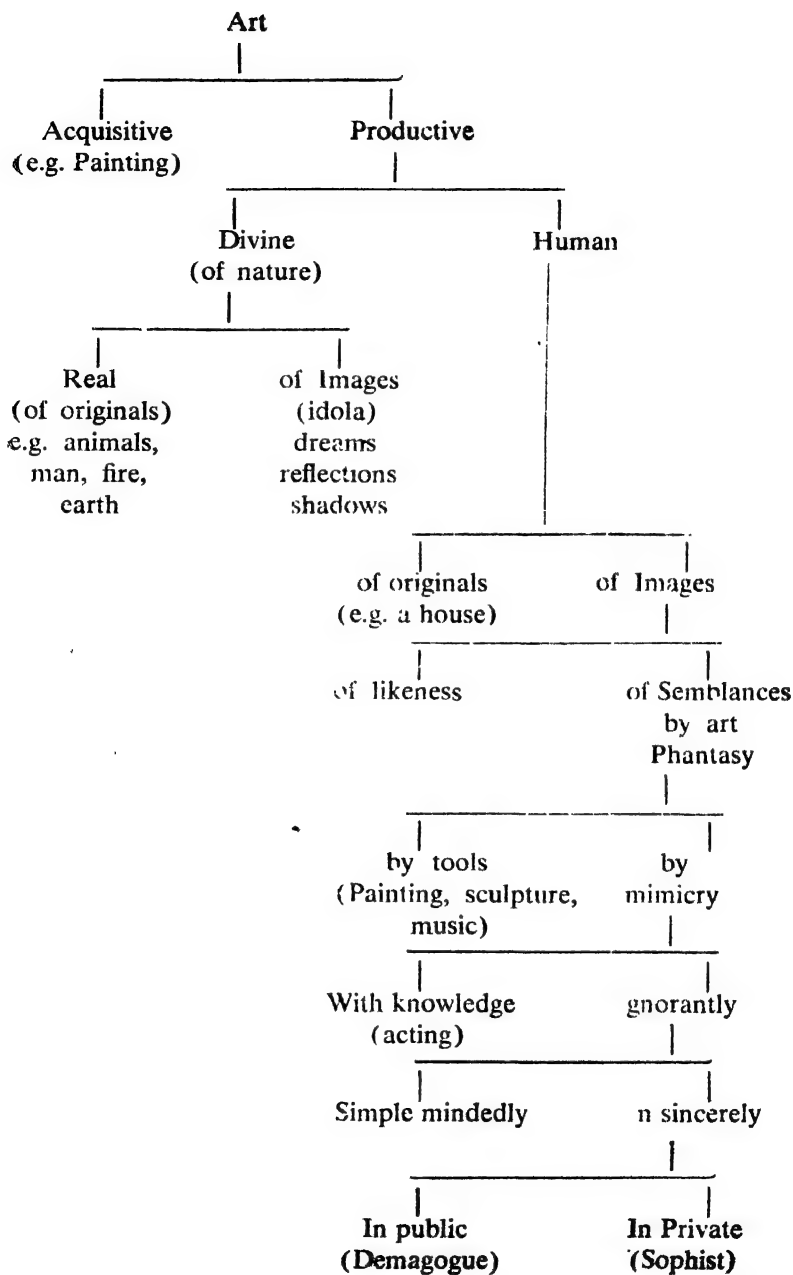 Art
Acquisitive Productive
(e.g. Painting)
Divine Human
(of nature)
Real of Images
(of originals) (idola)
e.g. animals, dreams
man, fire, reflections
earth shadows
of originals of Images
(e.g. a house)
of likeness of Semblances
by art
Phantasy
by tools by
(Painting, sculpture, mimicry
music)
With knowledge gnorantly
(acting)
Simple mindedly n sincerely
In public In Private
(Demagogue) (Sophist)